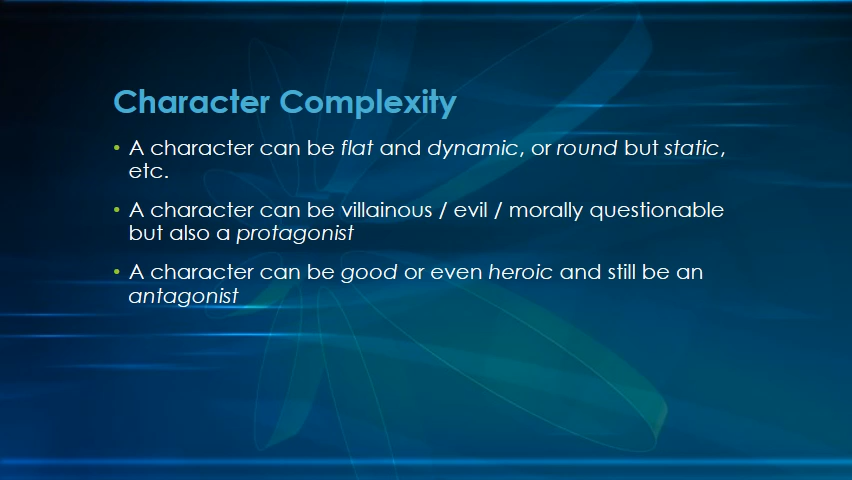 Character Complexity
• A character can be flat and dynamic, or round but static,
etc.
• A character can be villainous / evil / morally questionable
but also a protagonist
• A character can be good or even heroic and still be an
antagonist